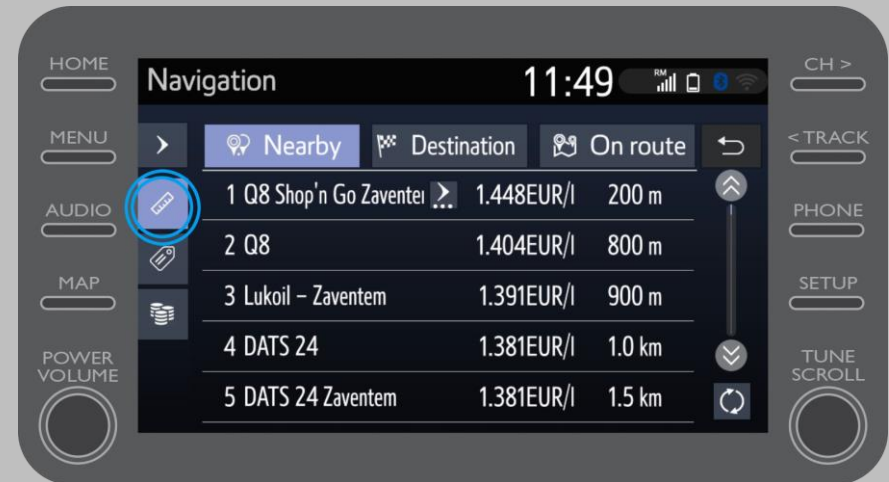 HOME
MENU
AUDIO
MAP
POWER
VOLUME
Navigation 11:49 RM
Nearby Destination On route
1 Q8 Shop'n Go Zaventer 1.448EUR/l 200 m
2 Q8 1.404EUR/l 800 m
3 Lukoil – Zaventem 1.391EUR/l 900 m
4 DATS 24 1.381EUR/l 1.0 km
5 DATS 24 Zaventem 1.381EUR/l 1.5 km
CH >
< TRACK
PHONE
SETUP
TUNE
SCROLL